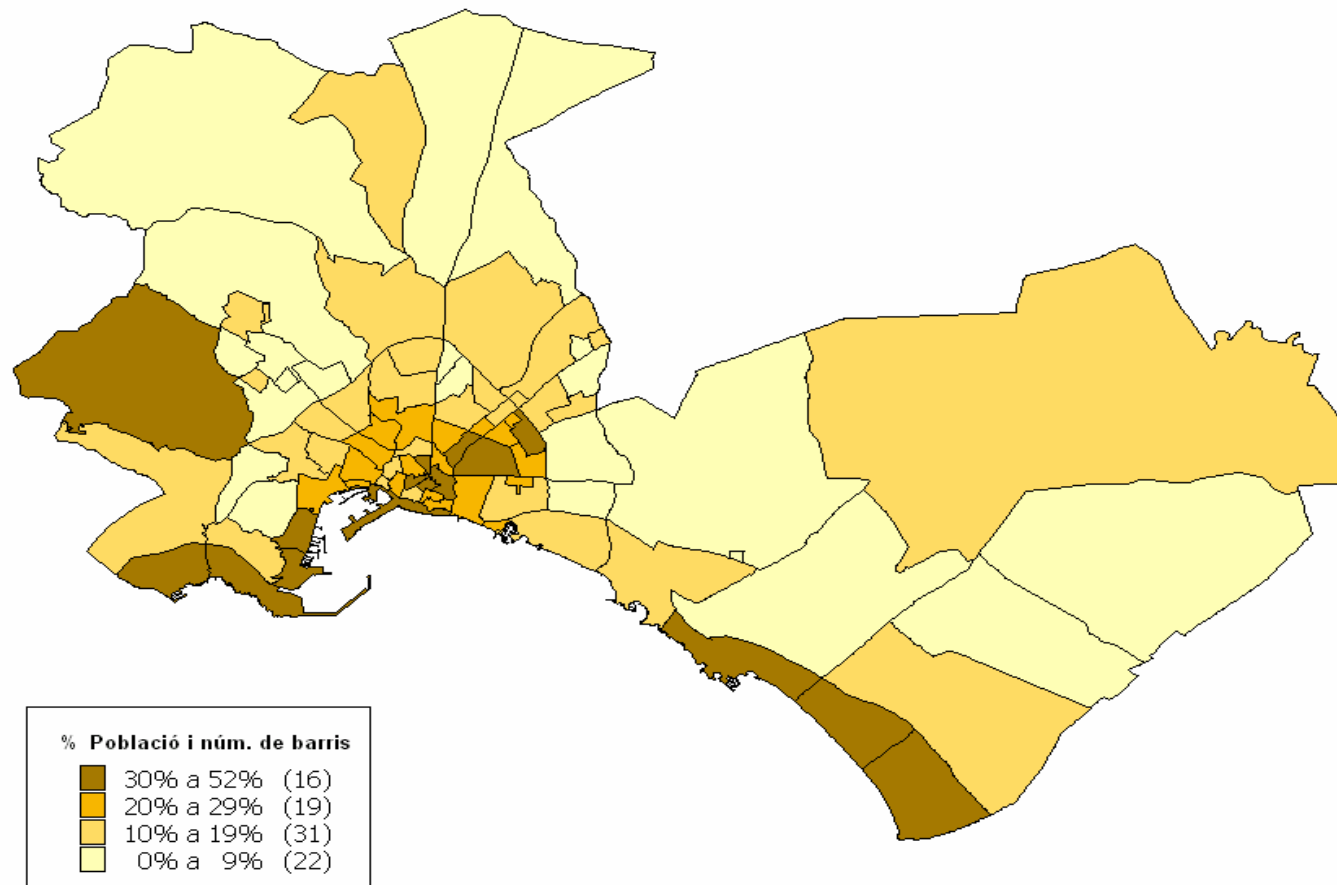 % Població i núm. de barris
30% a 52% (16)
20% a 29% (19)
10% a 19% (31)
0% a 9% (22)